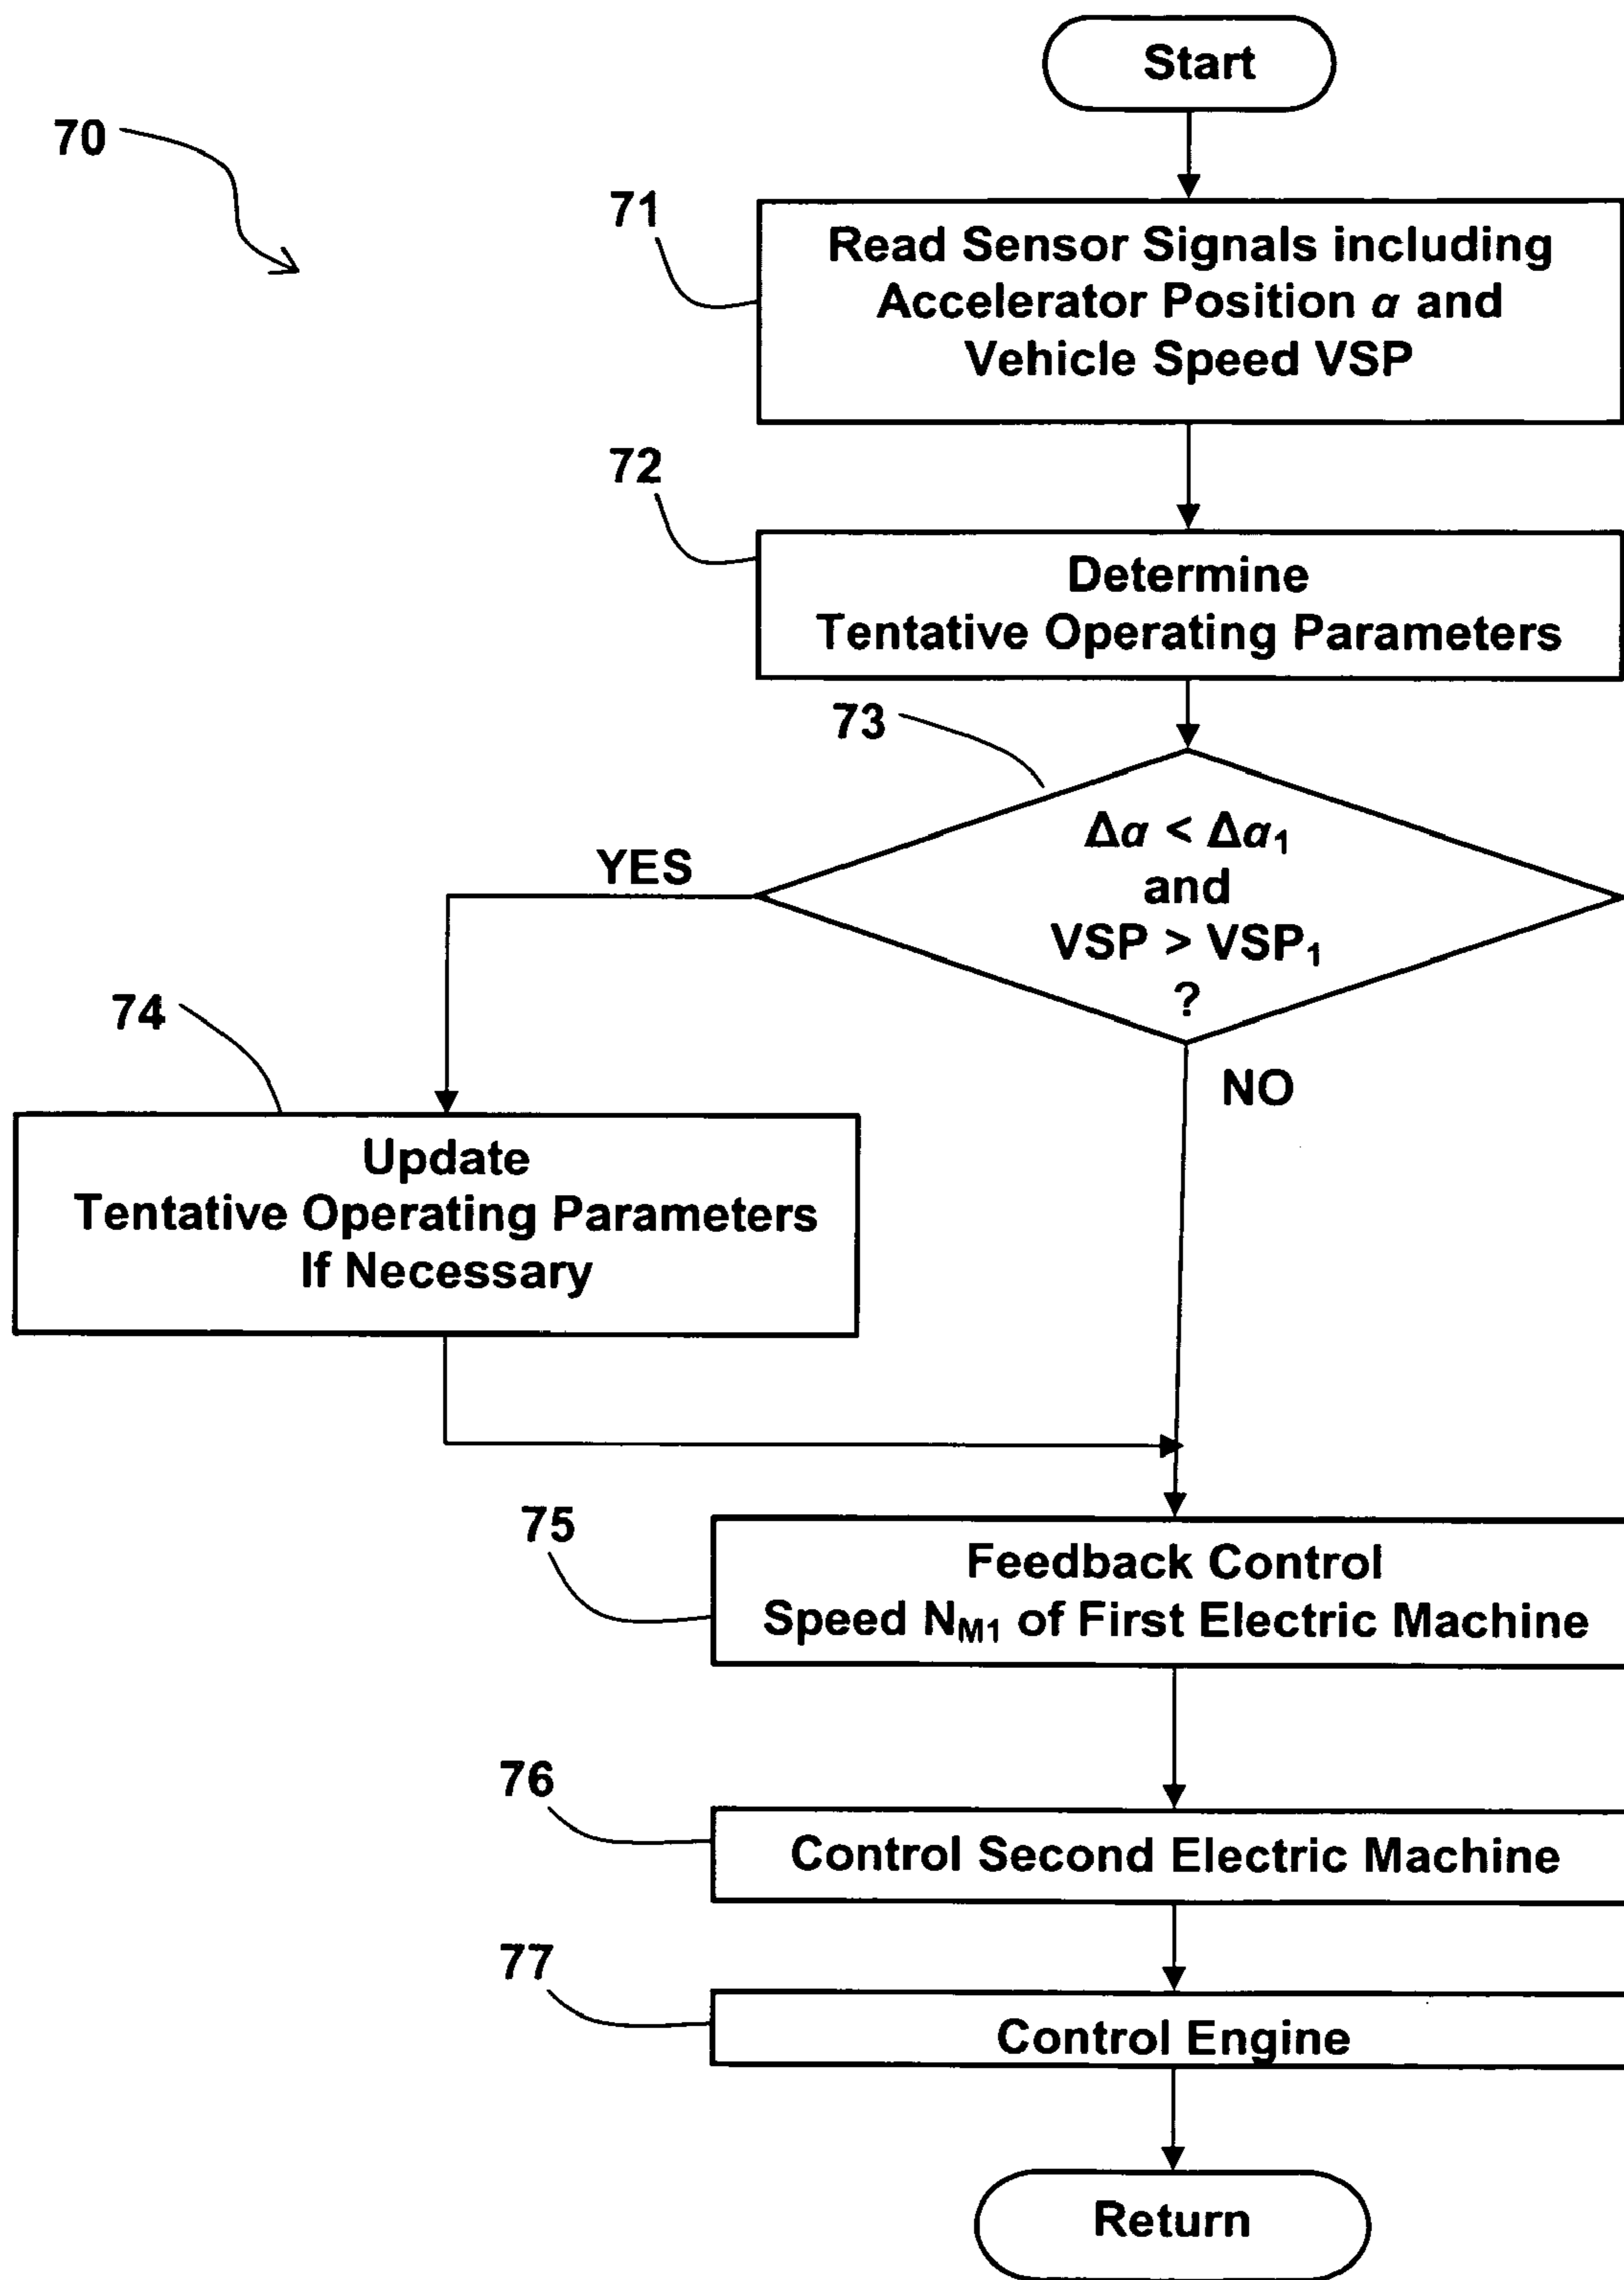 Start
70
71
Read Sensor Signals including
Accelerator Position α and
Vehicle Speed VSP
72
Determine
Tentative Operating Parameters
73
Δα < Δα₁
and
VSP > VSP₁
?
YES
NO
74
Update
Tentative Operating Parameters
If Necessary
75
Feedback Control
Speed N_M1 of First Electric Machine
76
Control Second Electric Machine
77
Control Engine
Return